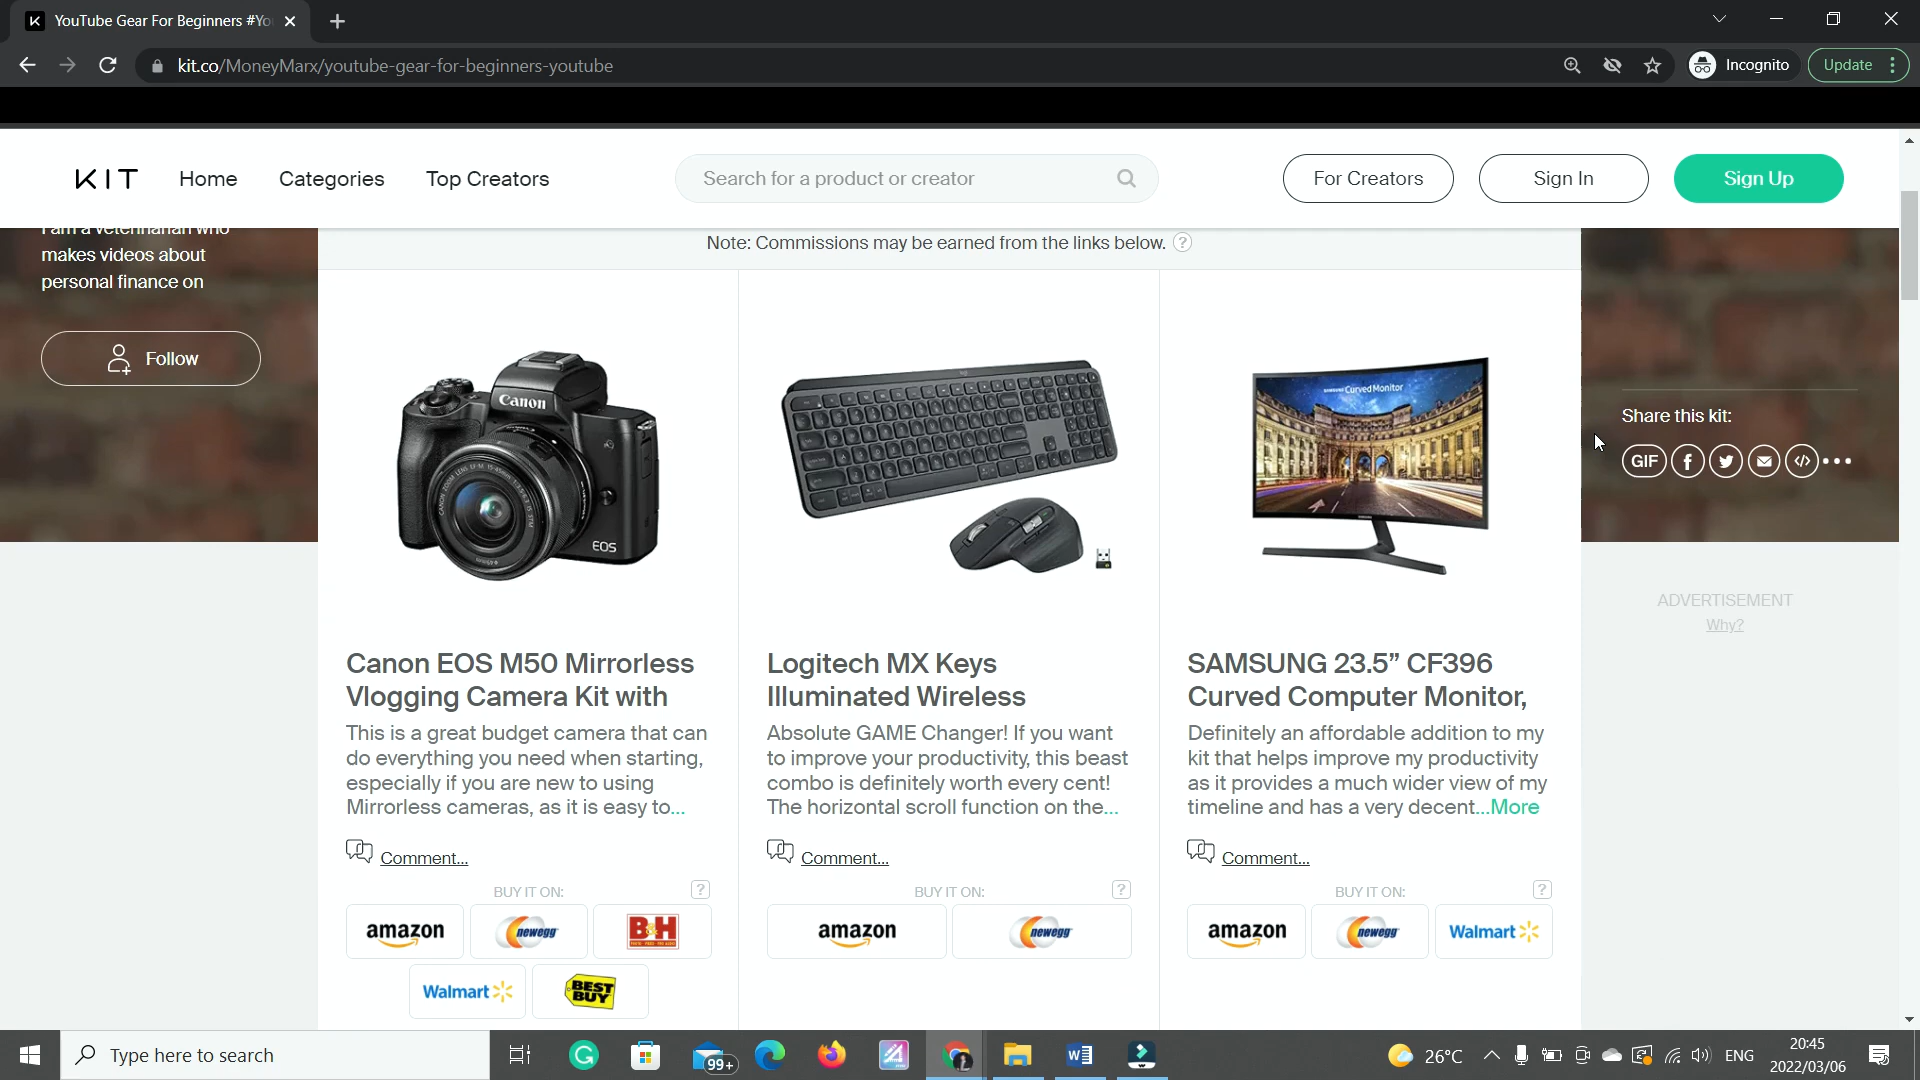 YouTube Gear For Beginners #Yo
kit.co/MoneyMarx/youtube-gear-for-beginners-youtube
Incognito
Update
KIT
Home
Categories
Top Creators
Search for a product or creator
For Creators
Sign In
Sign Up
I am a veterinarian who
makes videos about
personal finance on
Follow
Note: Commissions may be earned from the links below. ?
Share this kit:
GIF
ADVERTISEMENT
Why?
Canon
EOS
SAMSUNG Curved Monitor
Canon EOS M50 Mirrorless
Vlogging Camera Kit with
This is a great budget camera that can
do everything you need when starting,
especially if you are new to using
Mirrorless cameras, as it is easy to...
Comment...
BUY IT ON: ?
amazon
newegg
B&H
Walmart
BEST BUY
Logitech MX Keys
Illuminated Wireless
Absolute GAME Changer! If you want
to improve your productivity, this beast
combo is definitely worth every cent!
The horizontal scroll function on the...
Comment...
BUY IT ON: ?
amazon
newegg
SAMSUNG 23.5” CF396
Curved Computer Monitor,
Definitely an affordable addition to my
kit that helps improve my productivity
as it provides a much wider view of my
timeline and has a very decent...More
Comment...
BUY IT ON: ?
amazon
newegg
Walmart
Type here to search
99+
26°C
ENG
20:45
2022/03/06